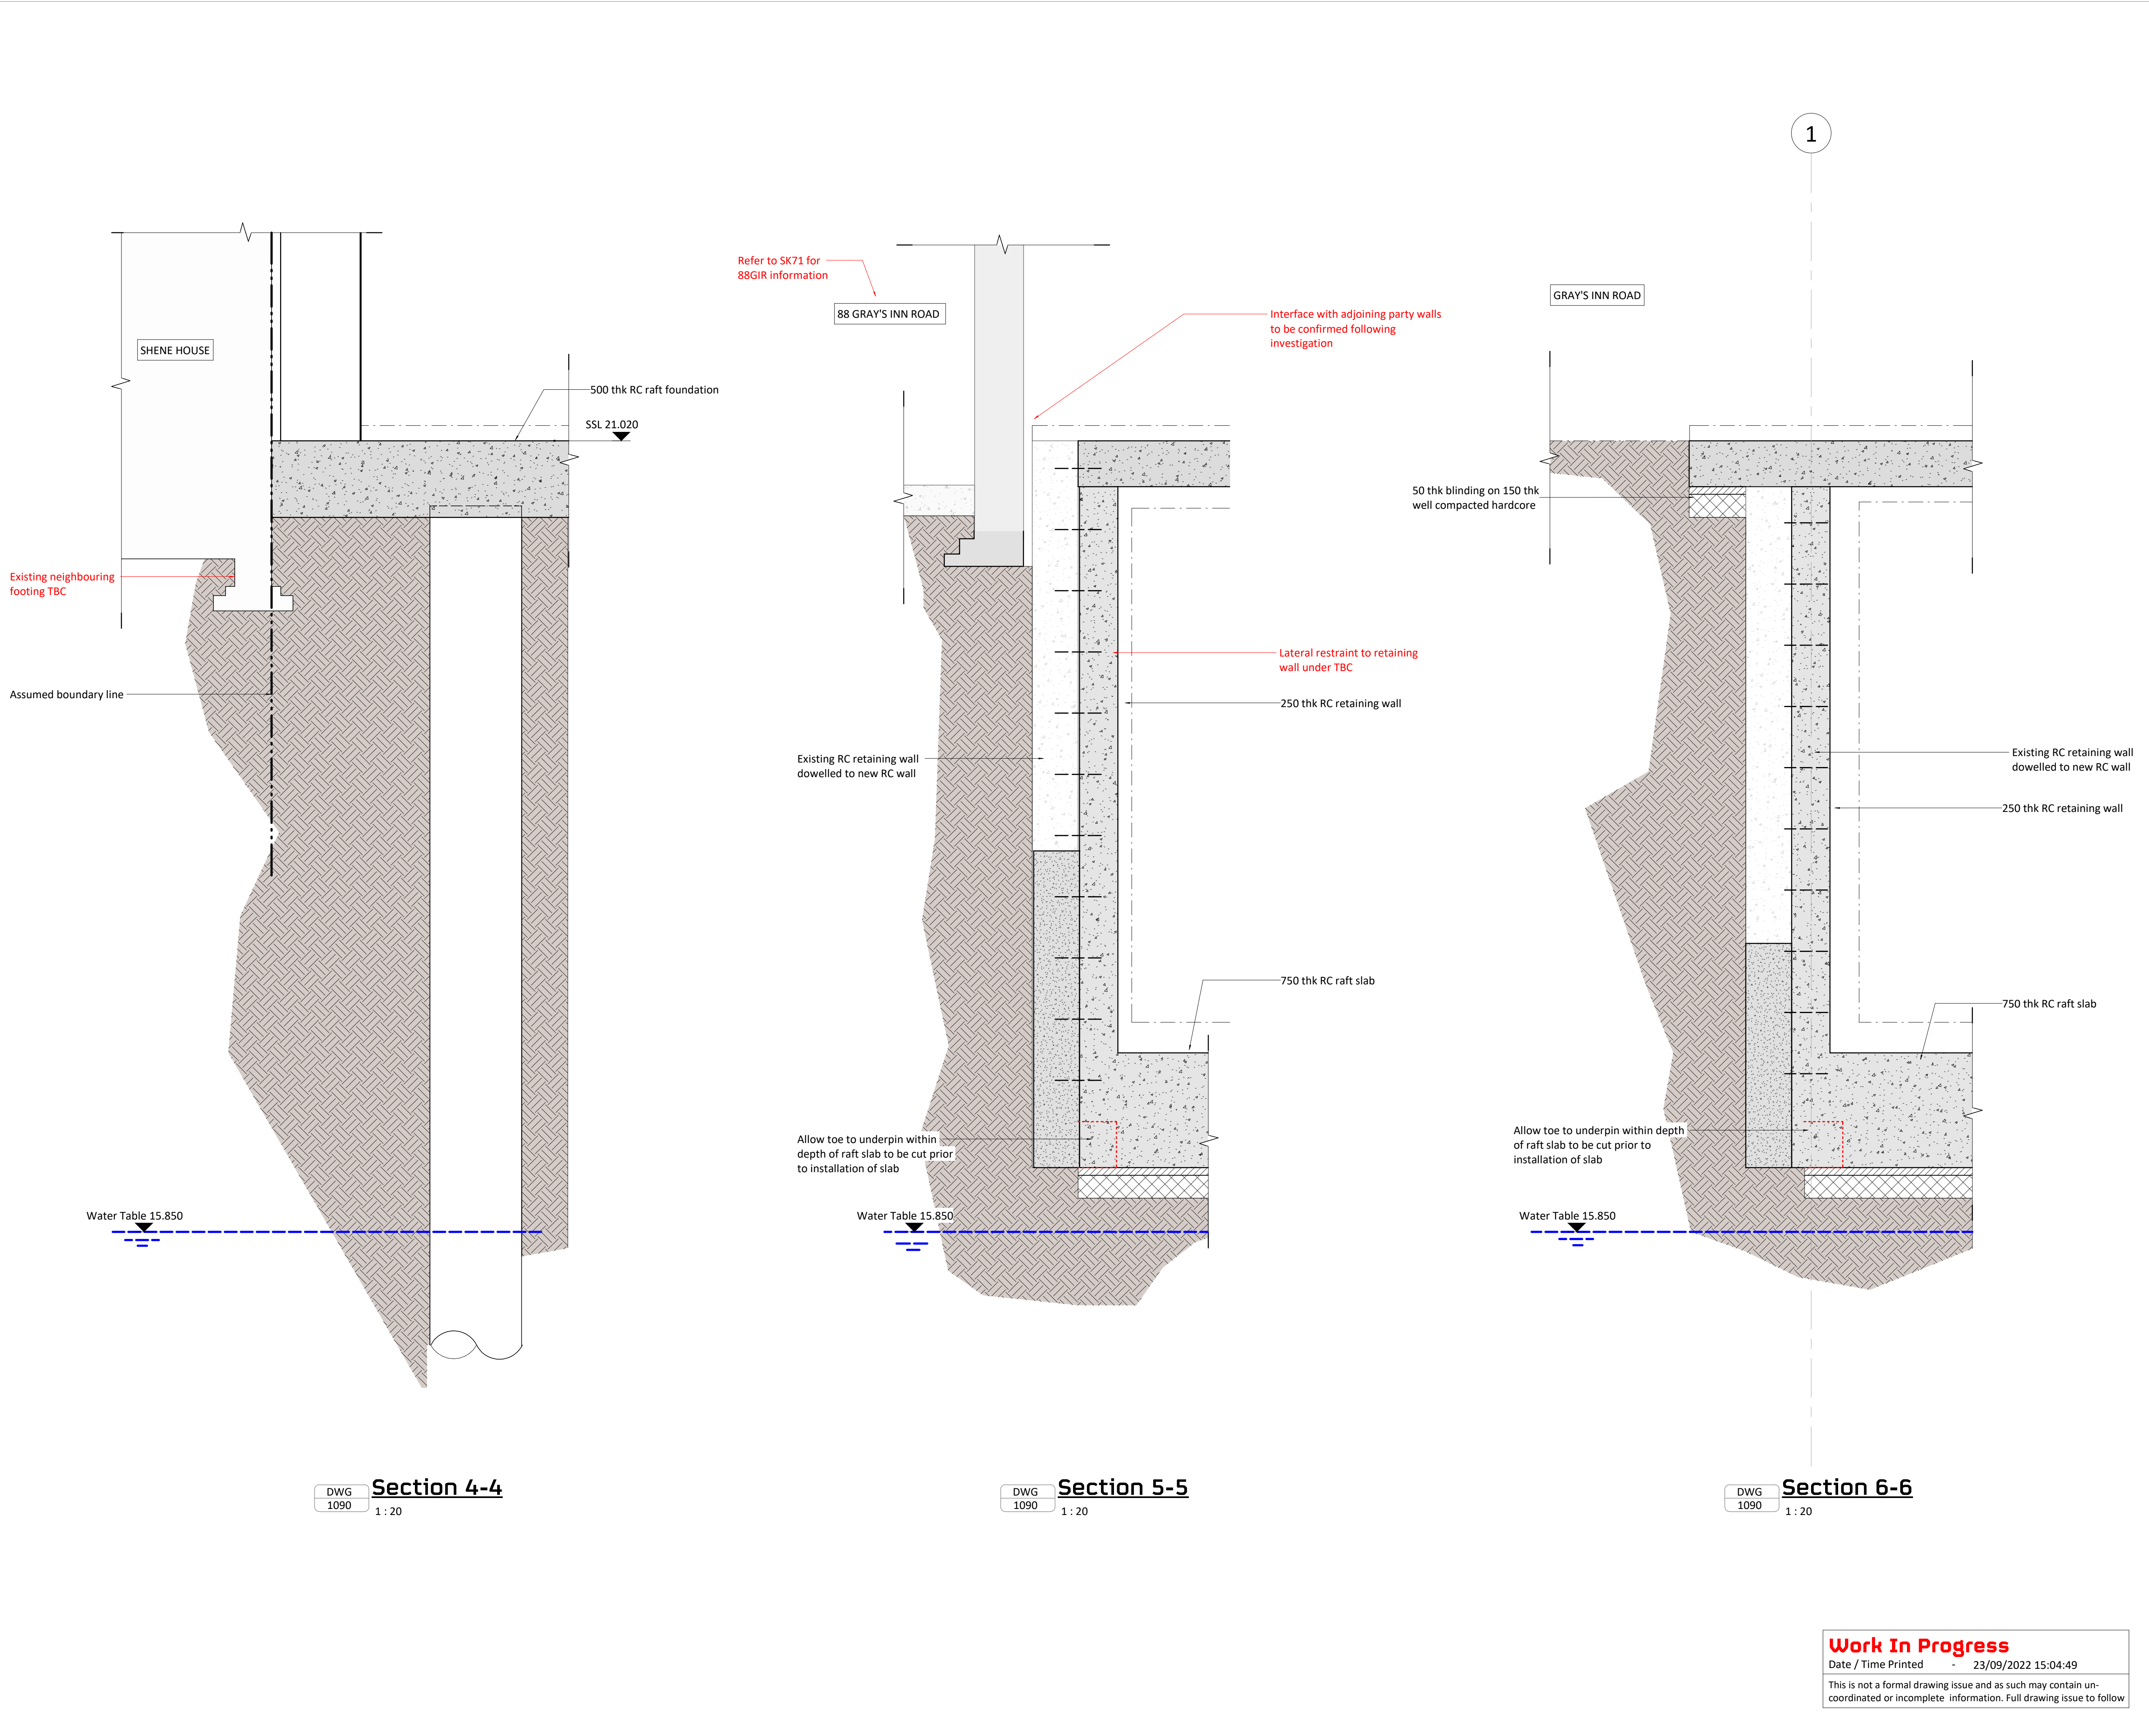 SHENE HOUSE
500 thk RC raft foundation
SSL 21.020
Existing neighbouring
footing TBC
Assumed boundary line
Water Table 15.850
DWG
1090
Section 4-4
1 : 20
Refer to SK71 for
88GIR information
88 GRAY'S INN ROAD
Interface with adjoining party walls
to be confirmed following
investigation
Lateral restraint to retaining
wall under TBC
250 thk RC retaining wall
Existing RC retaining wall
dowelled to new RC wall
750 thk RC raft slab
Allow toe to underpin within
depth of raft slab to be cut prior
to installation of slab
Water Table 15.850
DWG
1090
Section 5-5
1 : 20
1
GRAY'S INN ROAD
50 thk blinding on 150 thk
well compacted hardcore
Existing RC retaining wall
dowelled to new RC wall
250 thk RC retaining wall
750 thk RC raft slab
Allow toe to underpin within depth
of raft slab to be cut prior to
installation of slab
Water Table 15.850
DWG
1090
Section 6-6
1 : 20
Work In Progress
Date / Time Printed - 23/09/2022 15:04:49
This is not a formal drawing issue and as such may contain un-
coordinated or incomplete information. Full drawing issue to follow